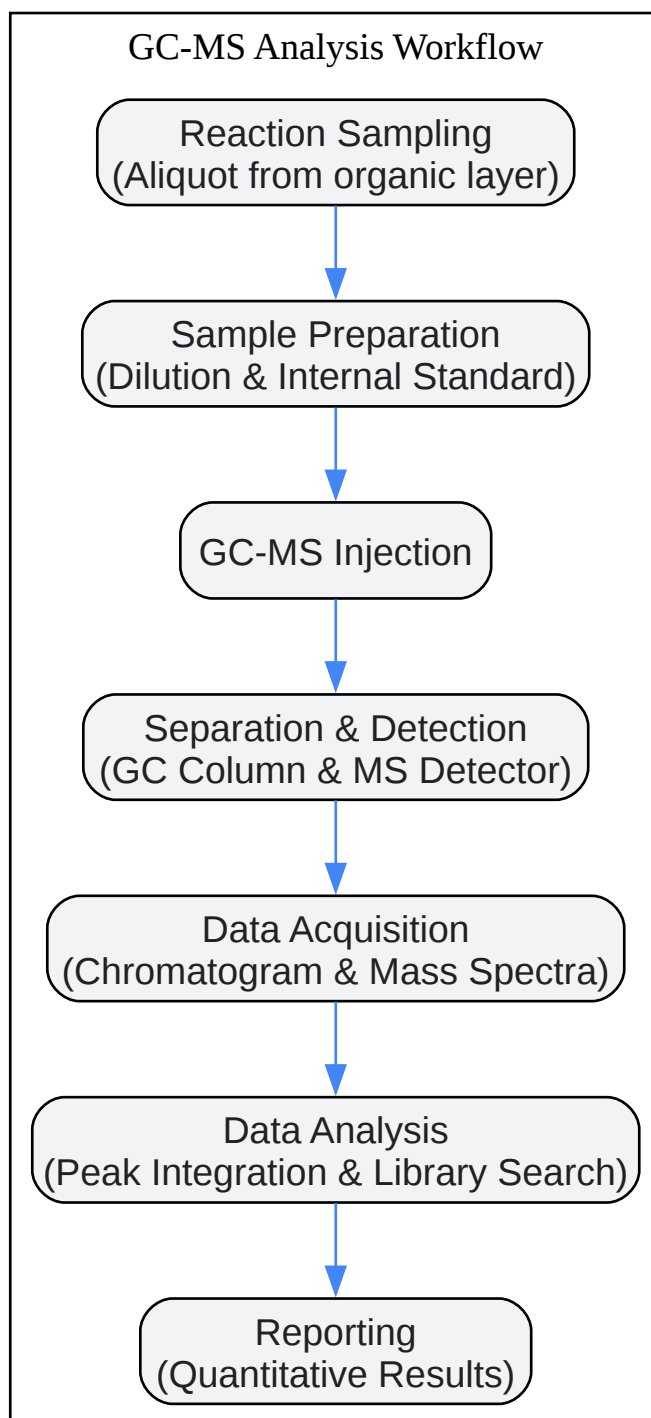 GC-MS Analysis Workflow
Reaction Sampling
(Aliquot from organic layer)
Sample Preparation
(Dilution & Internal Standard)
GC-MS Injection
Separation & Detection
(GC Column & MS Detector)
Data Acquisition
(Chromatogram & Mass Spectra)
Data Analysis
(Peak Integration & Library Search)
Reporting
(Quantitative Results)